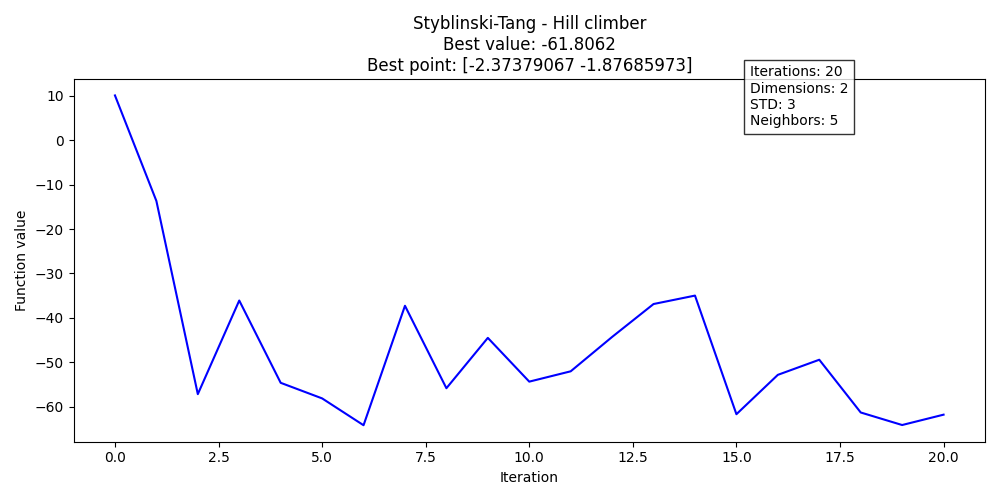 Styblinski-Tang - Hill climber
Best value: -61.8062
Best point: [-2.37379067 -1.87685973]
Iterations: 20
Dimensions: 2
STD: 3
Neighbors: 5
Function value
10
0
−10
−20
−30
−40
−50
−60
0.0 2.5 5.0 7.5 10.0 12.5 15.0 17.5 20.0
Iteration